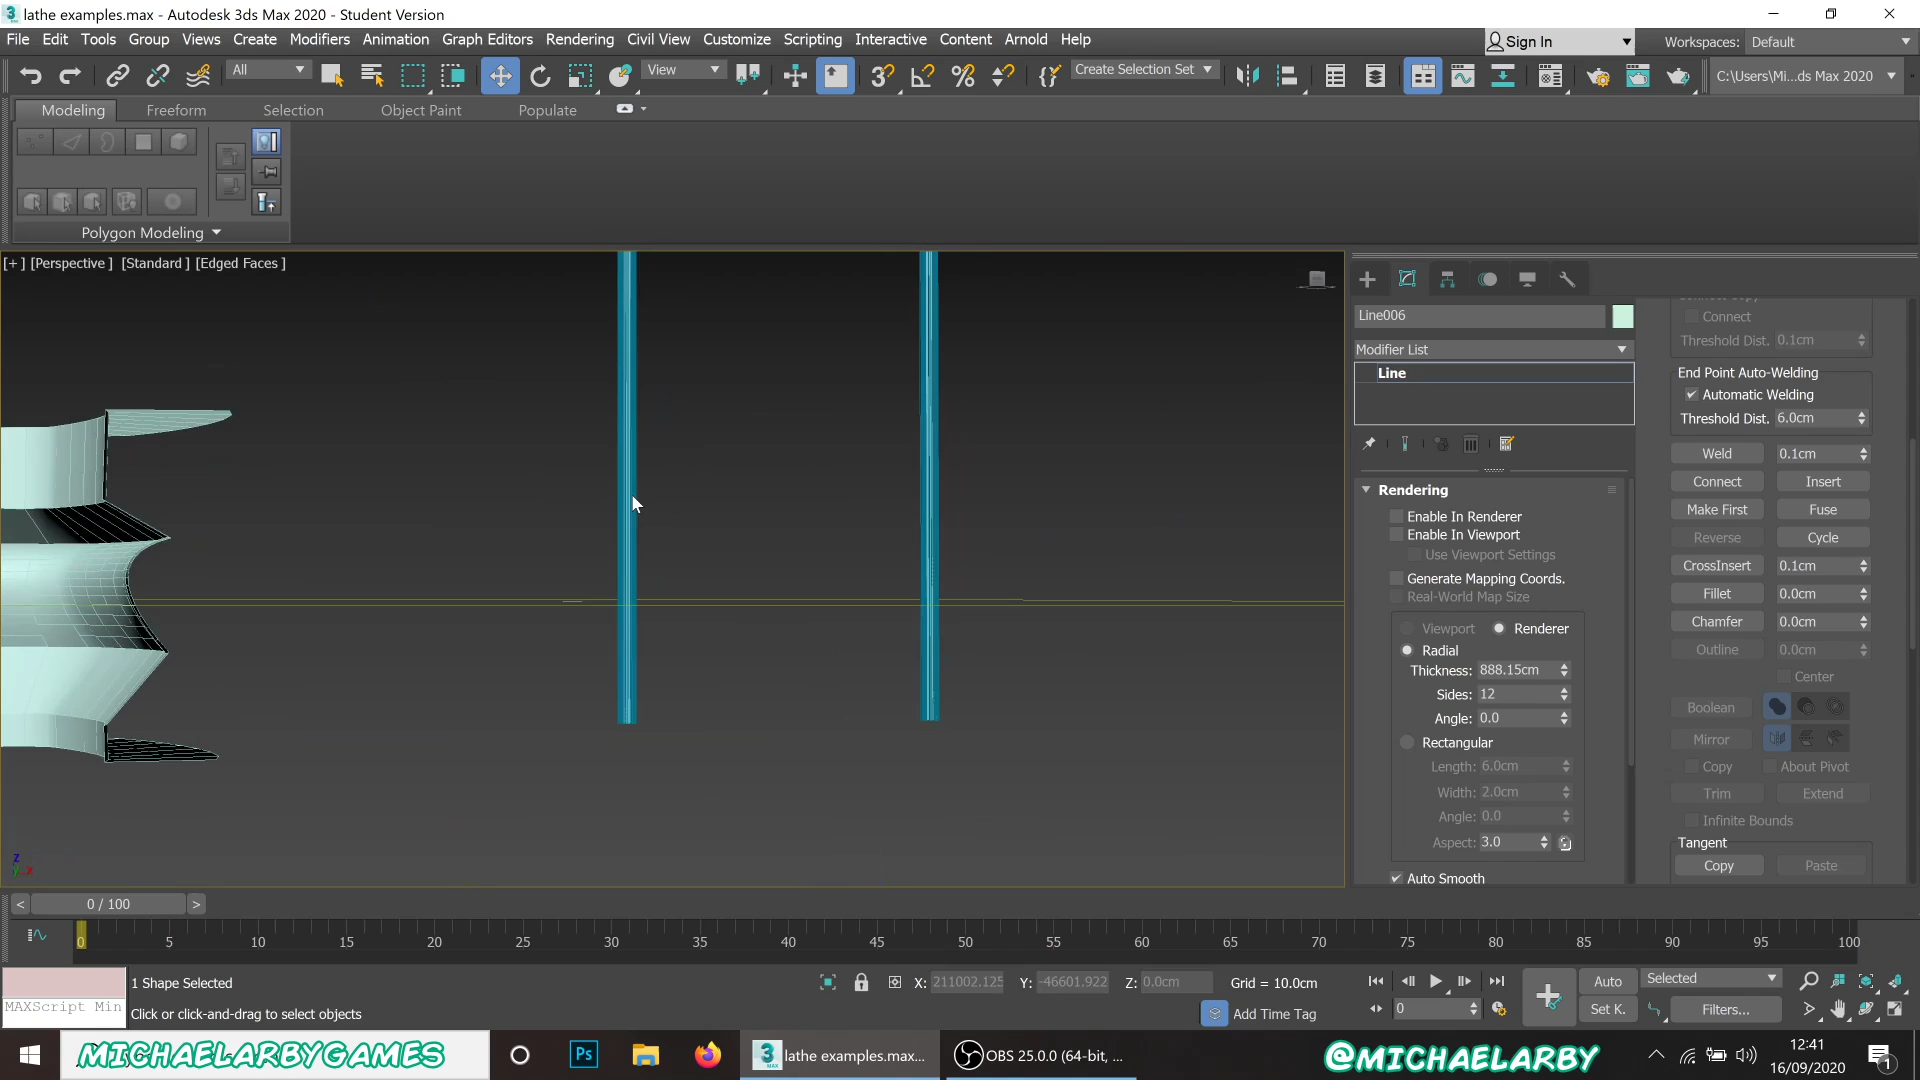 lathe examples.max - Autodesk 3ds Max 2020 - Student Version
File Edit Tools Group Views Create Modifiers Animation Graph Editors Rendering Civil View Customize Scripting Interactive Content Arnold Help
Sign In
Workspaces: Default
All
View
Create Selection Set
C:\Users\Mi...ds Max 2020
Modeling Freeform Selection Object Paint Populate
Polygon Modeling
[+] [Perspective] [Standard] [Edged Faces]
Line006
Modifier List
Line
Rendering
Enable In Renderer
Enable In Viewport
Use Viewport Settings
Generate Mapping Coords.
Real-World Map Size
Viewport Renderer
Radial
Thickness: 888.15cm
Sides: 12
Angle: 0.0
Rectangular
Length: 6.0cm
Width: 2.0cm
Angle: 0.0
Aspect: 3.0
Auto Smooth
Connect
Threshold Dist. 0.1cm
End Point Auto-Welding
Automatic Welding
Threshold Dist. 6.0cm
Weld 0.1cm
Connect Insert
Make First Fuse
Reverse Cycle
CrossInsert 0.1cm
Fillet 0.0cm
Chamfer 0.0cm
Outline 0.0cm
Center
Boolean
Mirror
Copy About Pivot
Trim Extend
Infinite Bounds
Tangent
Copy Paste
z
y x
< 0 / 100 >
0 5 10 15 20 25 30 35 40 45 50 55 60 65 70 75 80 85 90 95 100
1 Shape Selected
MAXScript Min
Click or click-and-drag to select objects
X: 211002.125 Y: -46601.922 Z: 0.0cm Grid = 10.0cm
Add Time Tag
0
Auto Selected
Set K. Filters...
MICHAELARBYGAMES
Ps
3 MAX
lathe examples.max...
OBS 25.0.0 (64-bit, ...
@MICHAELARBY
12:41
16/09/2020
1